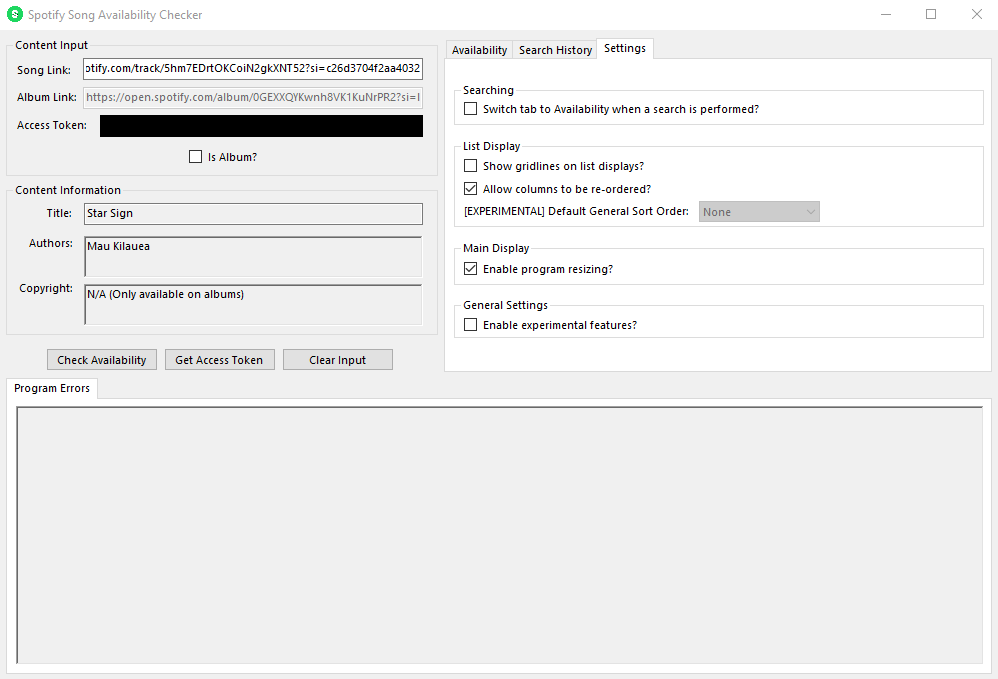 Spotify Song Availability Checker
Content Input
Song Link: otify.com/track/5hm7EDrtOKCoiN2gkXNT52?si=c26d3704f2aa4032
Album Link: https://open.spotify.com/album/0GEXXQYKwnh8VK1KuNrPR2?si=
Access Token:
Is Album?
Content Information
Title: Star Sign
Authors: Mau Kilauea
Copyright: N/A (Only available on albums)
Check Availability Get Access Token Clear Input
Availability Search History Settings
Searching
Switch tab to Availability when a search is performed?
List Display
Show gridlines on list displays?
Allow columns to be re-ordered?
[EXPERIMENTAL] Default General Sort Order: None
Main Display
Enable program resizing?
General Settings
Enable experimental features?
Program Errors